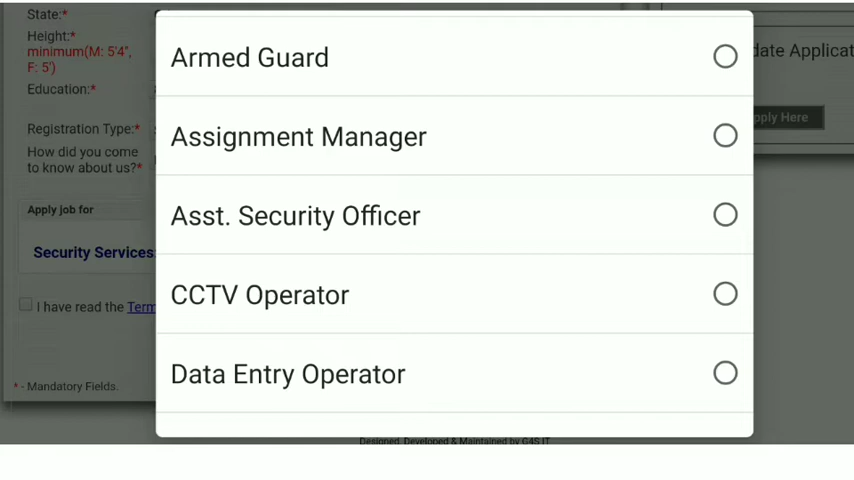 State:*
Height:*
minimum(M: 5'4",
F: 5')
Education:*
Registration Type:*
How did you come
to know about us?*
Apply job for
Security Services
I have read the Term
* - Mandatory Fields.
Armed Guard
Assignment Manager
Asst. Security Officer
CCTV Operator
Data Entry Operator
date Applicat
pply Here
Designed, Developed & Maintained by G4S IT